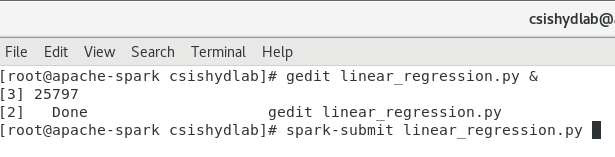 csishydlab@
File Edit View Search Terminal Help
[root@apache-spark csishydlab]# gedit linear_regression.py &
[3] 25797
[2]   Done                    gedit linear_regression.py
[root@apache-spark csishydlab]# spark-submit linear_regression.py